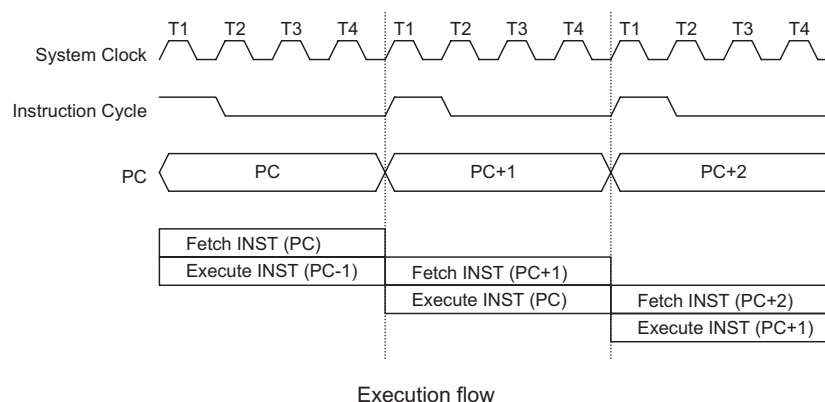 T1 T2 T3 T4 T1 T2 T3 T4 T1 T2 T3 T4
System Clock
Instruction Cycle
PC PC PC+1 PC+2
Fetch INST (PC)
Execute INST (PC-1) Fetch INST (PC+1)
Execute INST (PC) Fetch INST (PC+2)
Execute INST (PC+1)
Execution flow